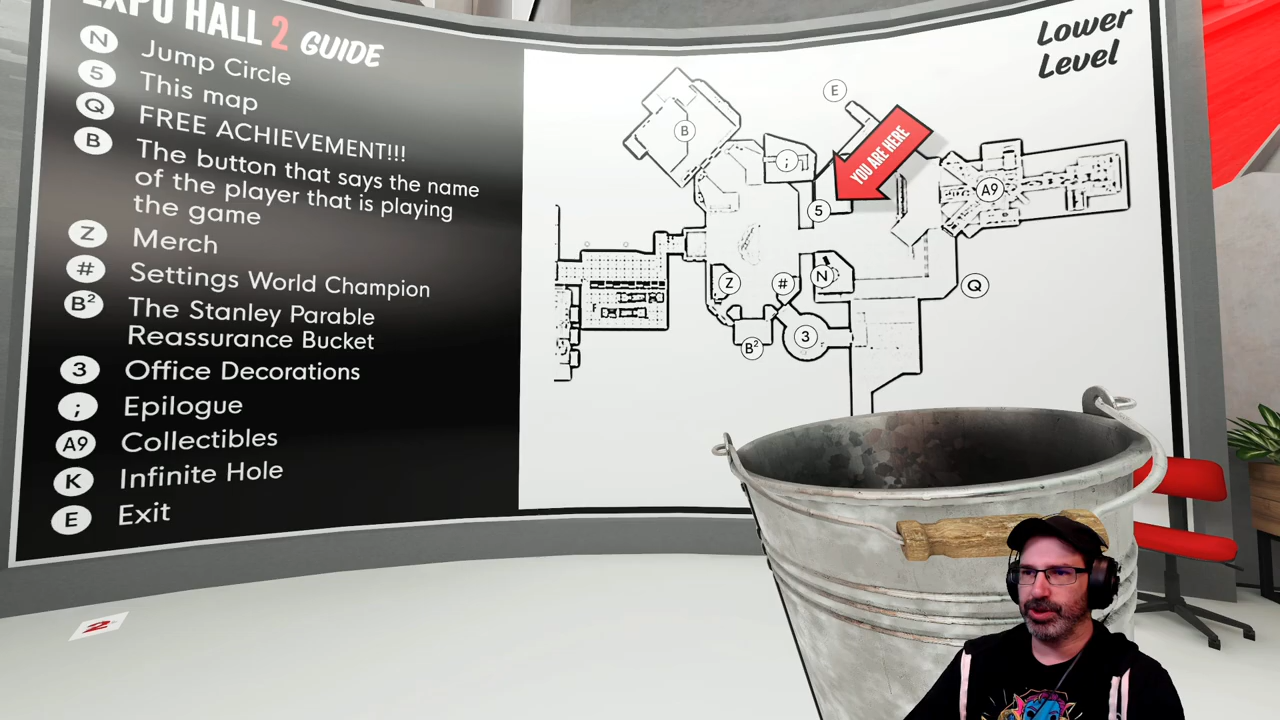 EXPO HALL 2 GUIDE
N Jump Circle
5 This map
Q FREE ACHIEVEMENT!!!
B The button that says the name
of the player that is playing
the game
Z Merch
# Settings World Champion
B² The Stanley Parable
Reassurance Bucket
3 Office Decorations
; Epilogue
A9 Collectibles
K Infinite Hole
E Exit
Lower
Level
E
B
;
YOU ARE HERE
A9
5
N
Z
#
Q
3
B²
2